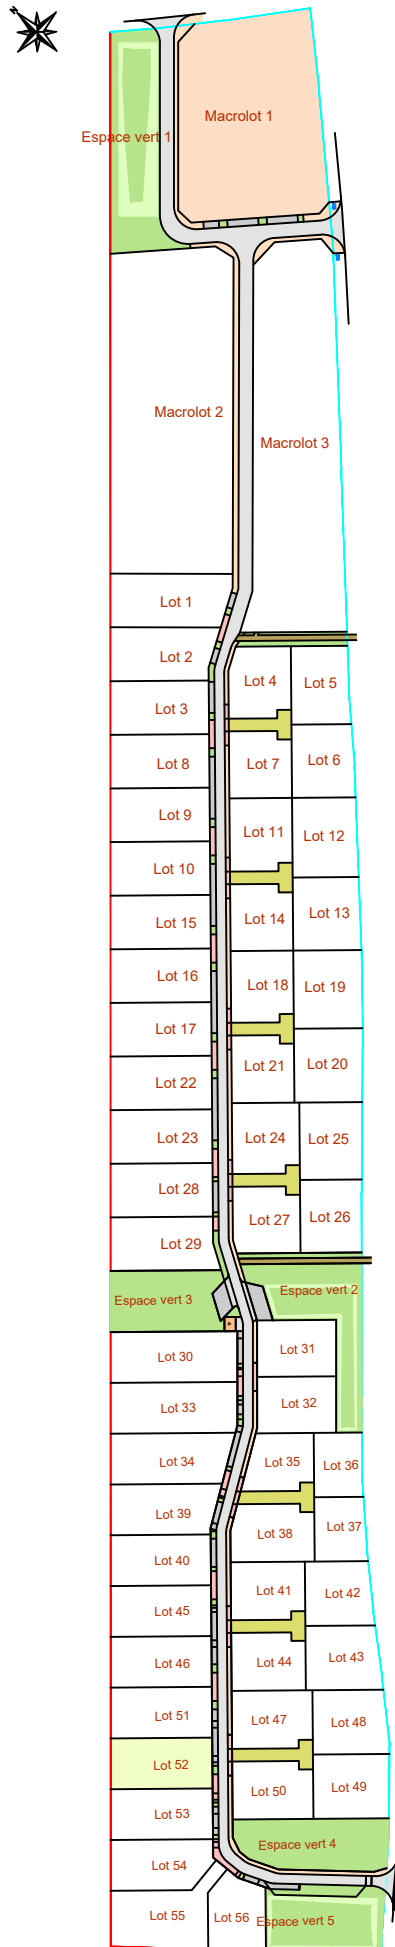 N
Macrolot 1
Espace vert 1
Macrolot 2
Macrolot 3
Lot 1
Lot 2
Lot 4
Lot 5
Lot 3
Lot 8
Lot 7
Lot 6
Lot 9
Lot 11
Lot 12
Lot 10
Lot 15
Lot 14
Lot 13
Lot 16
Lot 18
Lot 19
Lot 17
Lot 22
Lot 21
Lot 20
Lot 23
Lot 24
Lot 25
Lot 28
Lot 27
Lot 26
Lot 29
Espace vert 3
Espace vert 2
Lot 30
Lot 31
Lot 33
Lot 32
Lot 34
Lot 35
Lot 36
Lot 39
Lot 38
Lot 37
Lot 40
Lot 41
Lot 42
Lot 45
Lot 46
Lot 44
Lot 43
Lot 51
Lot 47
Lot 48
Lot 52
Lot 50
Lot 49
Lot 53
Lot 54
Espace vert 4
Lot 55
Lot 56
Espace vert 5